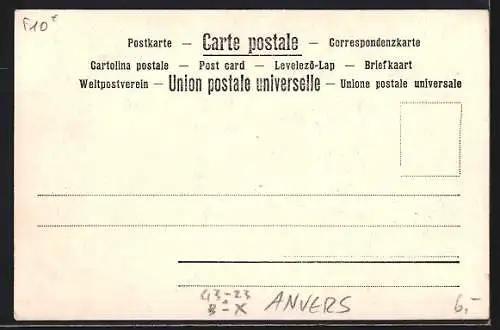 F10*
Postkarte — Carte postale — Correspondenzkarte
Cartolina postale — Post card — Levelező-Lap — Briefkaart
Weltpostverein — Union postale universelle — Unione postale universale
43-23
B-X
ANVERS
6,-